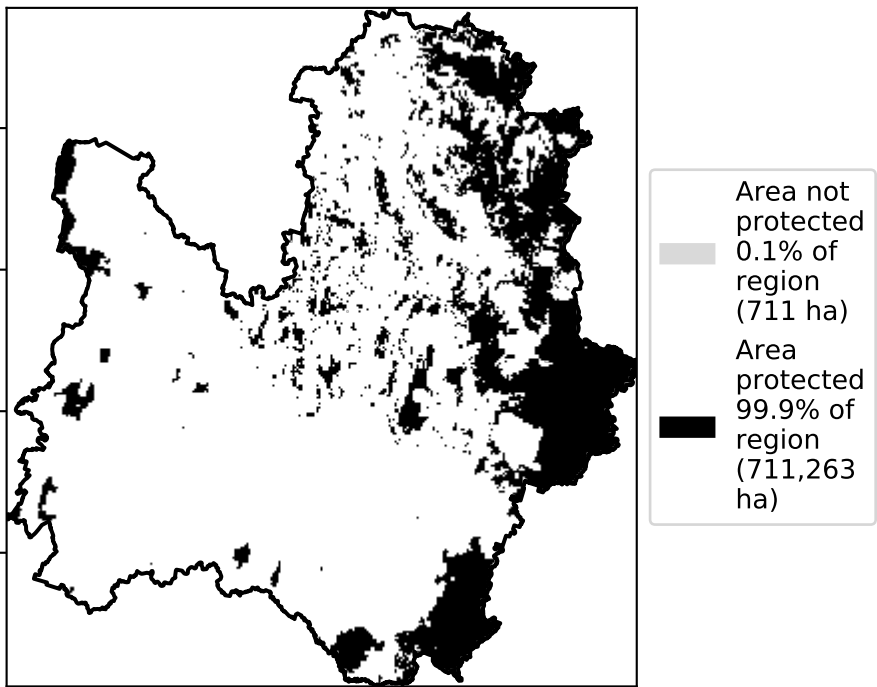 Area not
protected
0.1% of
region
(711 ha)
Area
protected
99.9% of
region
(711,263
ha)